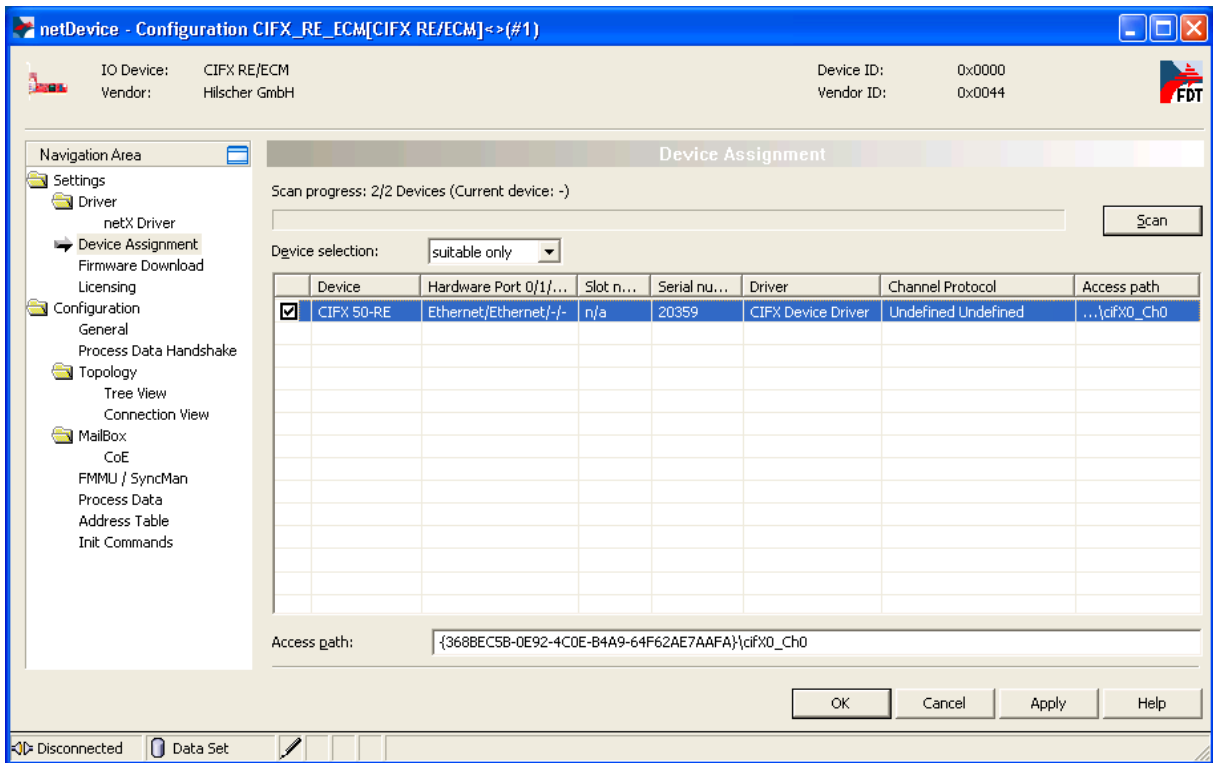 netDevice - Configuration CIFX_RE_ECM[CIFX RE/ECM]<>(#1)
IO Device: CIFX RE/ECM Device ID: 0x0000
Vendor: Hilscher GmbH Vendor ID: 0x0044
FDT
Navigation Area
Settings
Driver
netX Driver
Device Assignment
Firmware Download
Licensing
Configuration
General
Process Data Handshake
Topology
Tree View
Connection View
MailBox
CoE
FMMU / SyncMan
Process Data
Address Table
Init Commands
Device Assignment
Scan progress: 2/2 Devices (Current device: -)
Scan
Device selection: suitable only
Device Hardware Port 0/1/... Slot n... Serial nu... Driver Channel Protocol Access path
CIFX 50-RE Ethernet/Ethernet/-/- n/a 20359 CIFX Device Driver Undefined Undefined ...\cifX0_Ch0
Access path: {368BEC5B-0E92-4C0E-B4A9-64F62AE7AAFA}\cifX0_Ch0
OK Cancel Apply Help
Disconnected Data Set